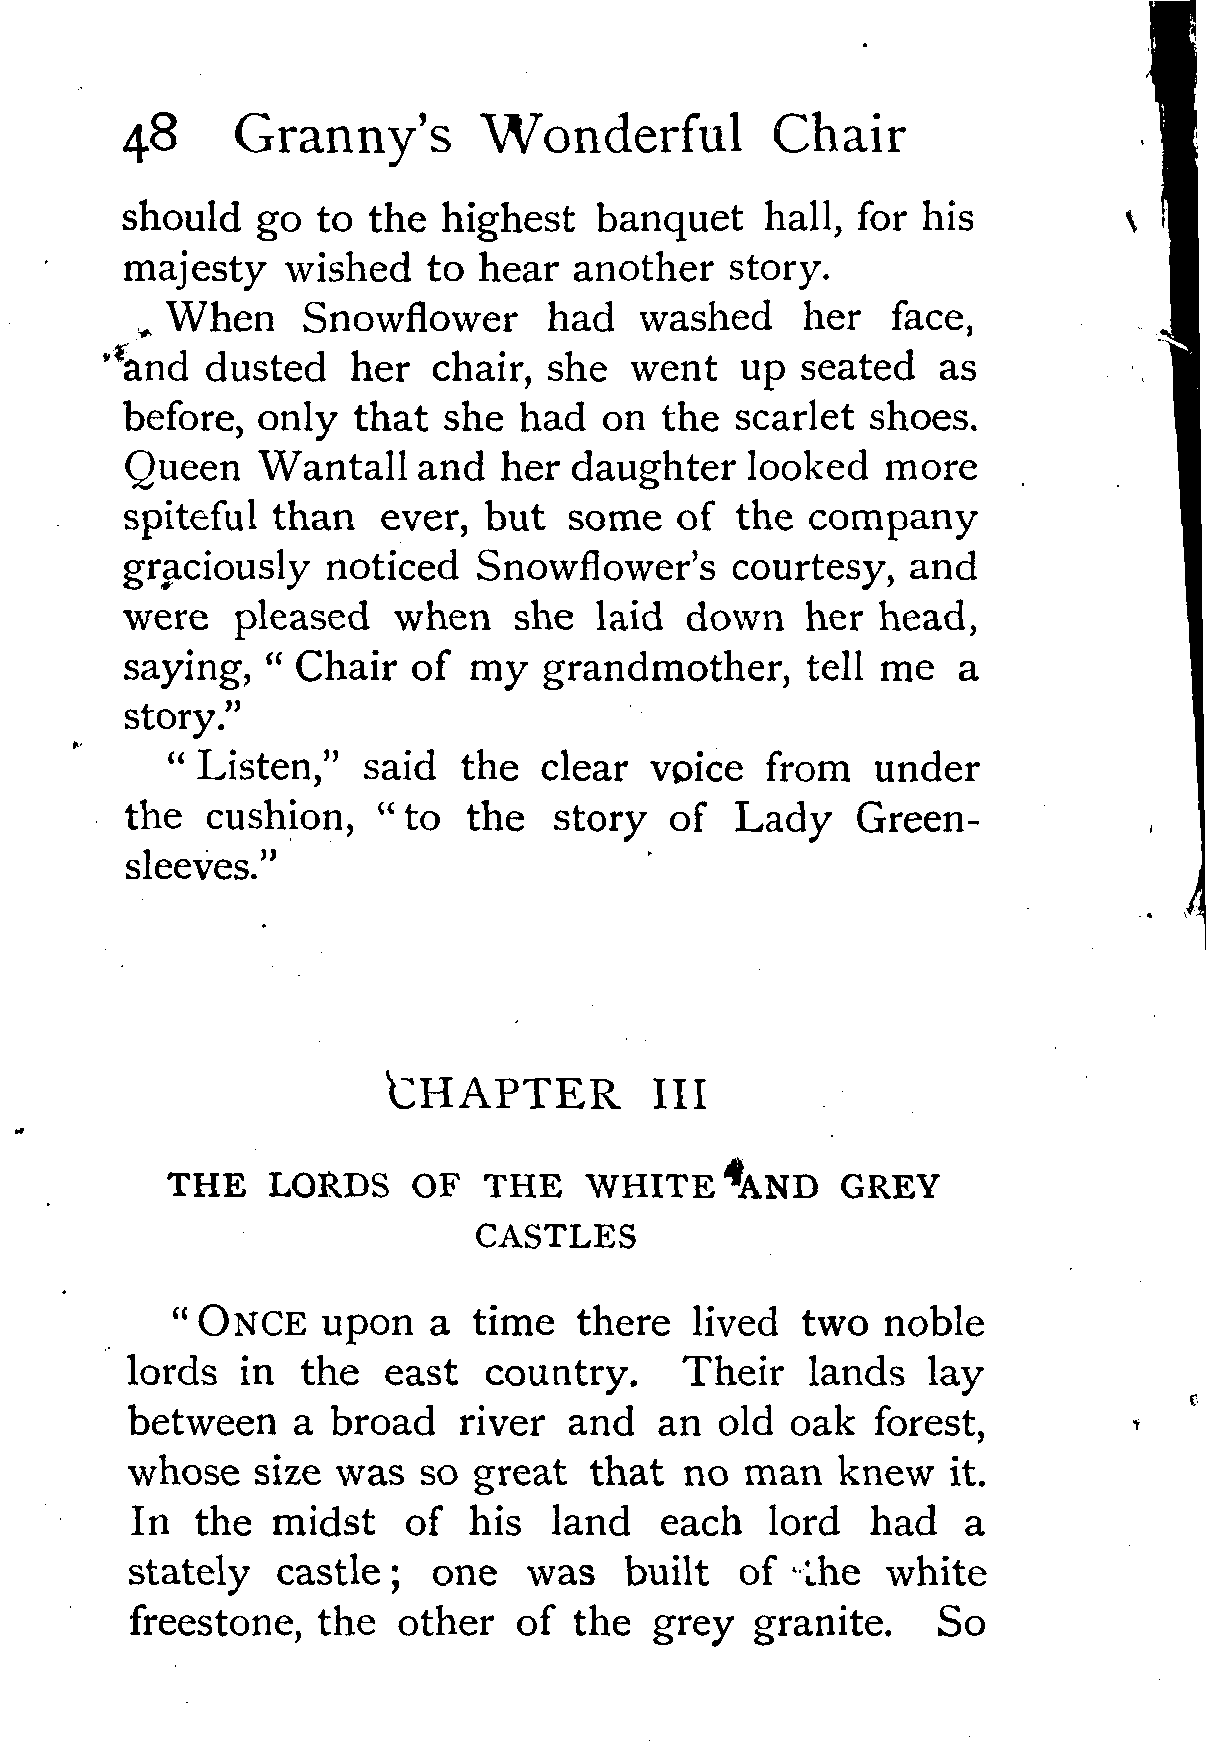 48 Granny's Wonderful Chair
should go to the highest banquet hall, for his
majesty wished to hear another story.
When Snowflower had washed her face,
and dusted her chair, she went up seated as
before, only that she had on the scarlet shoes.
Queen Wantall and her daughter looked more
spiteful than ever, but some of the company
graciously noticed Snowflower's courtesy, and
were pleased when she laid down her head,
saying, " Chair of my grandmother, tell me a
story."
" Listen," said the clear voice from under
the cushion, " to the story of Lady Green-
sleeves."
CHAPTER III
THE LORDS OF THE WHITE AND GREY
CASTLES
" ONCE upon a time there lived two noble
lords in the east country. Their lands lay
between a broad river and an old oak forest,
whose size was so great that no man knew it.
In the midst of his land each lord had a
stately castle ; one was built of the white
freestone, the other of the grey granite. So